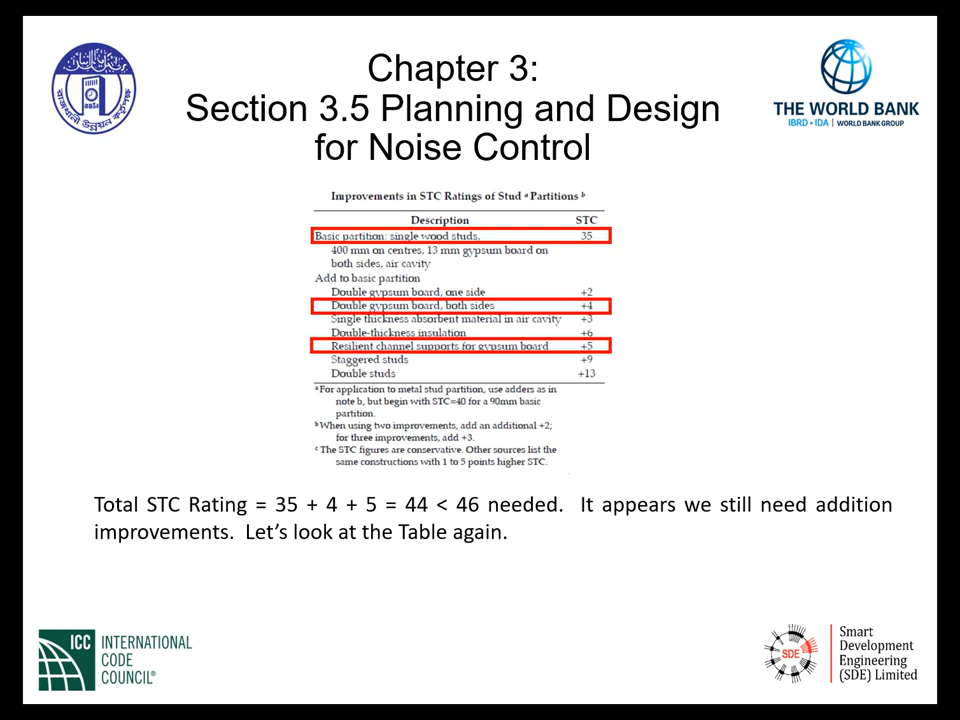 Chapter 3:
Section 3.5 Planning and Design
for Noise Control
THE WORLD BANK
IBRD • IDA | WORLD BANK GROUP
Improvements in STC Ratings of Stud ᵃ Partitions ᵇ
Description STC
Basic partition: single wood studs, 35
400 mm on centres, 13 mm gypsum board on
both sides, air cavity
Add to basic partition
Double gypsum board, one side +2
Double gypsum board, both sides +4
Single thickness absorbent material in air cavity +3
Double-thickness insulation +6
Resilient channel supports for gypsum board +5
Staggered studs +9
Double studs +13
ᵃ For application to metal stud partition, use adders as in
note b, but begin with STC=40 for a 90mm basic
partition.
ᵇ When using two improvements, add an additional +2;
for three improvements, add +3.
ᶜ The STC figures are conservative. Other sources list the
same constructions with 1 to 5 points higher STC.
Total STC Rating = 35 + 4 + 5 = 44 < 46 needed. It appears we still need addition
improvements. Let's look at the Table again.
ICC INTERNATIONAL
CODE
COUNCIL®
SDE
Smart
Development
Engineering
(SDE) Limited